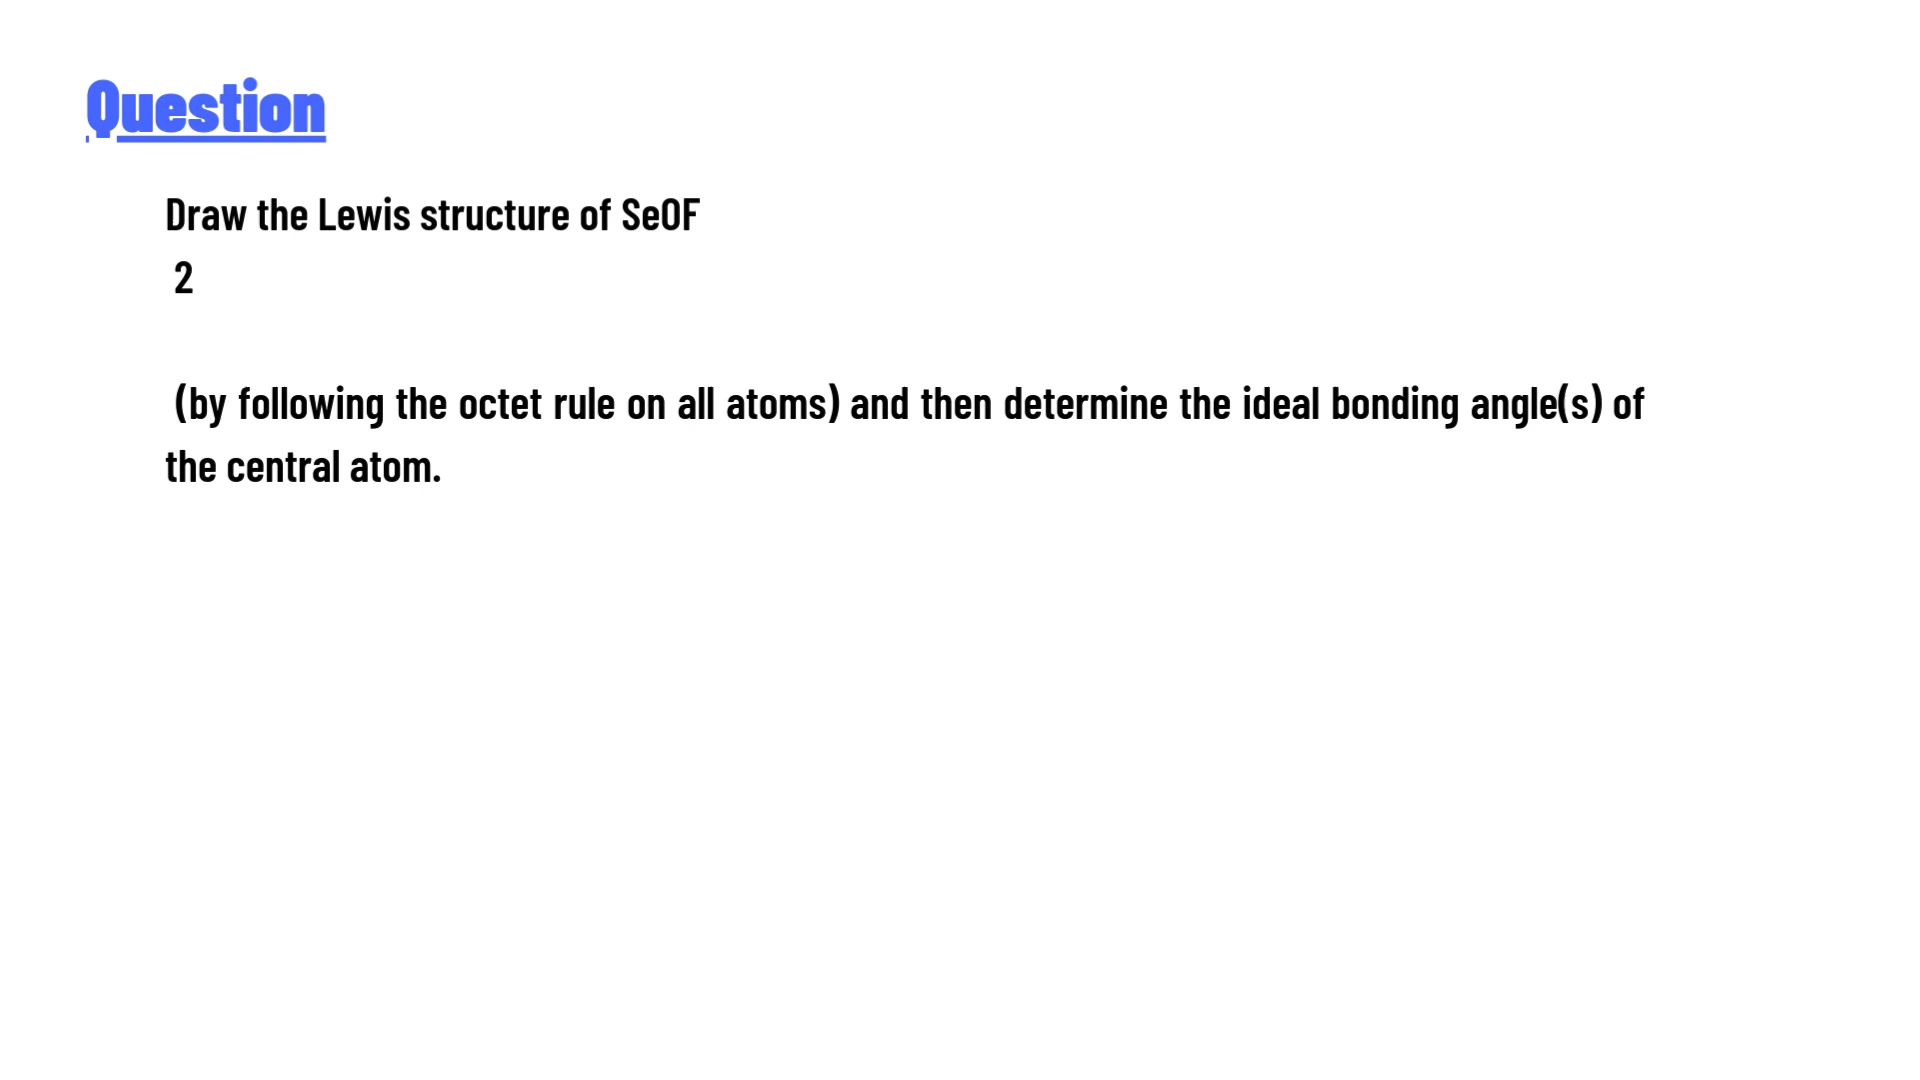 Question
Draw the Lewis structure of SeOF
2
(by following the octet rule on all atoms) and then determine the ideal bonding angle(s) of
the central atom.